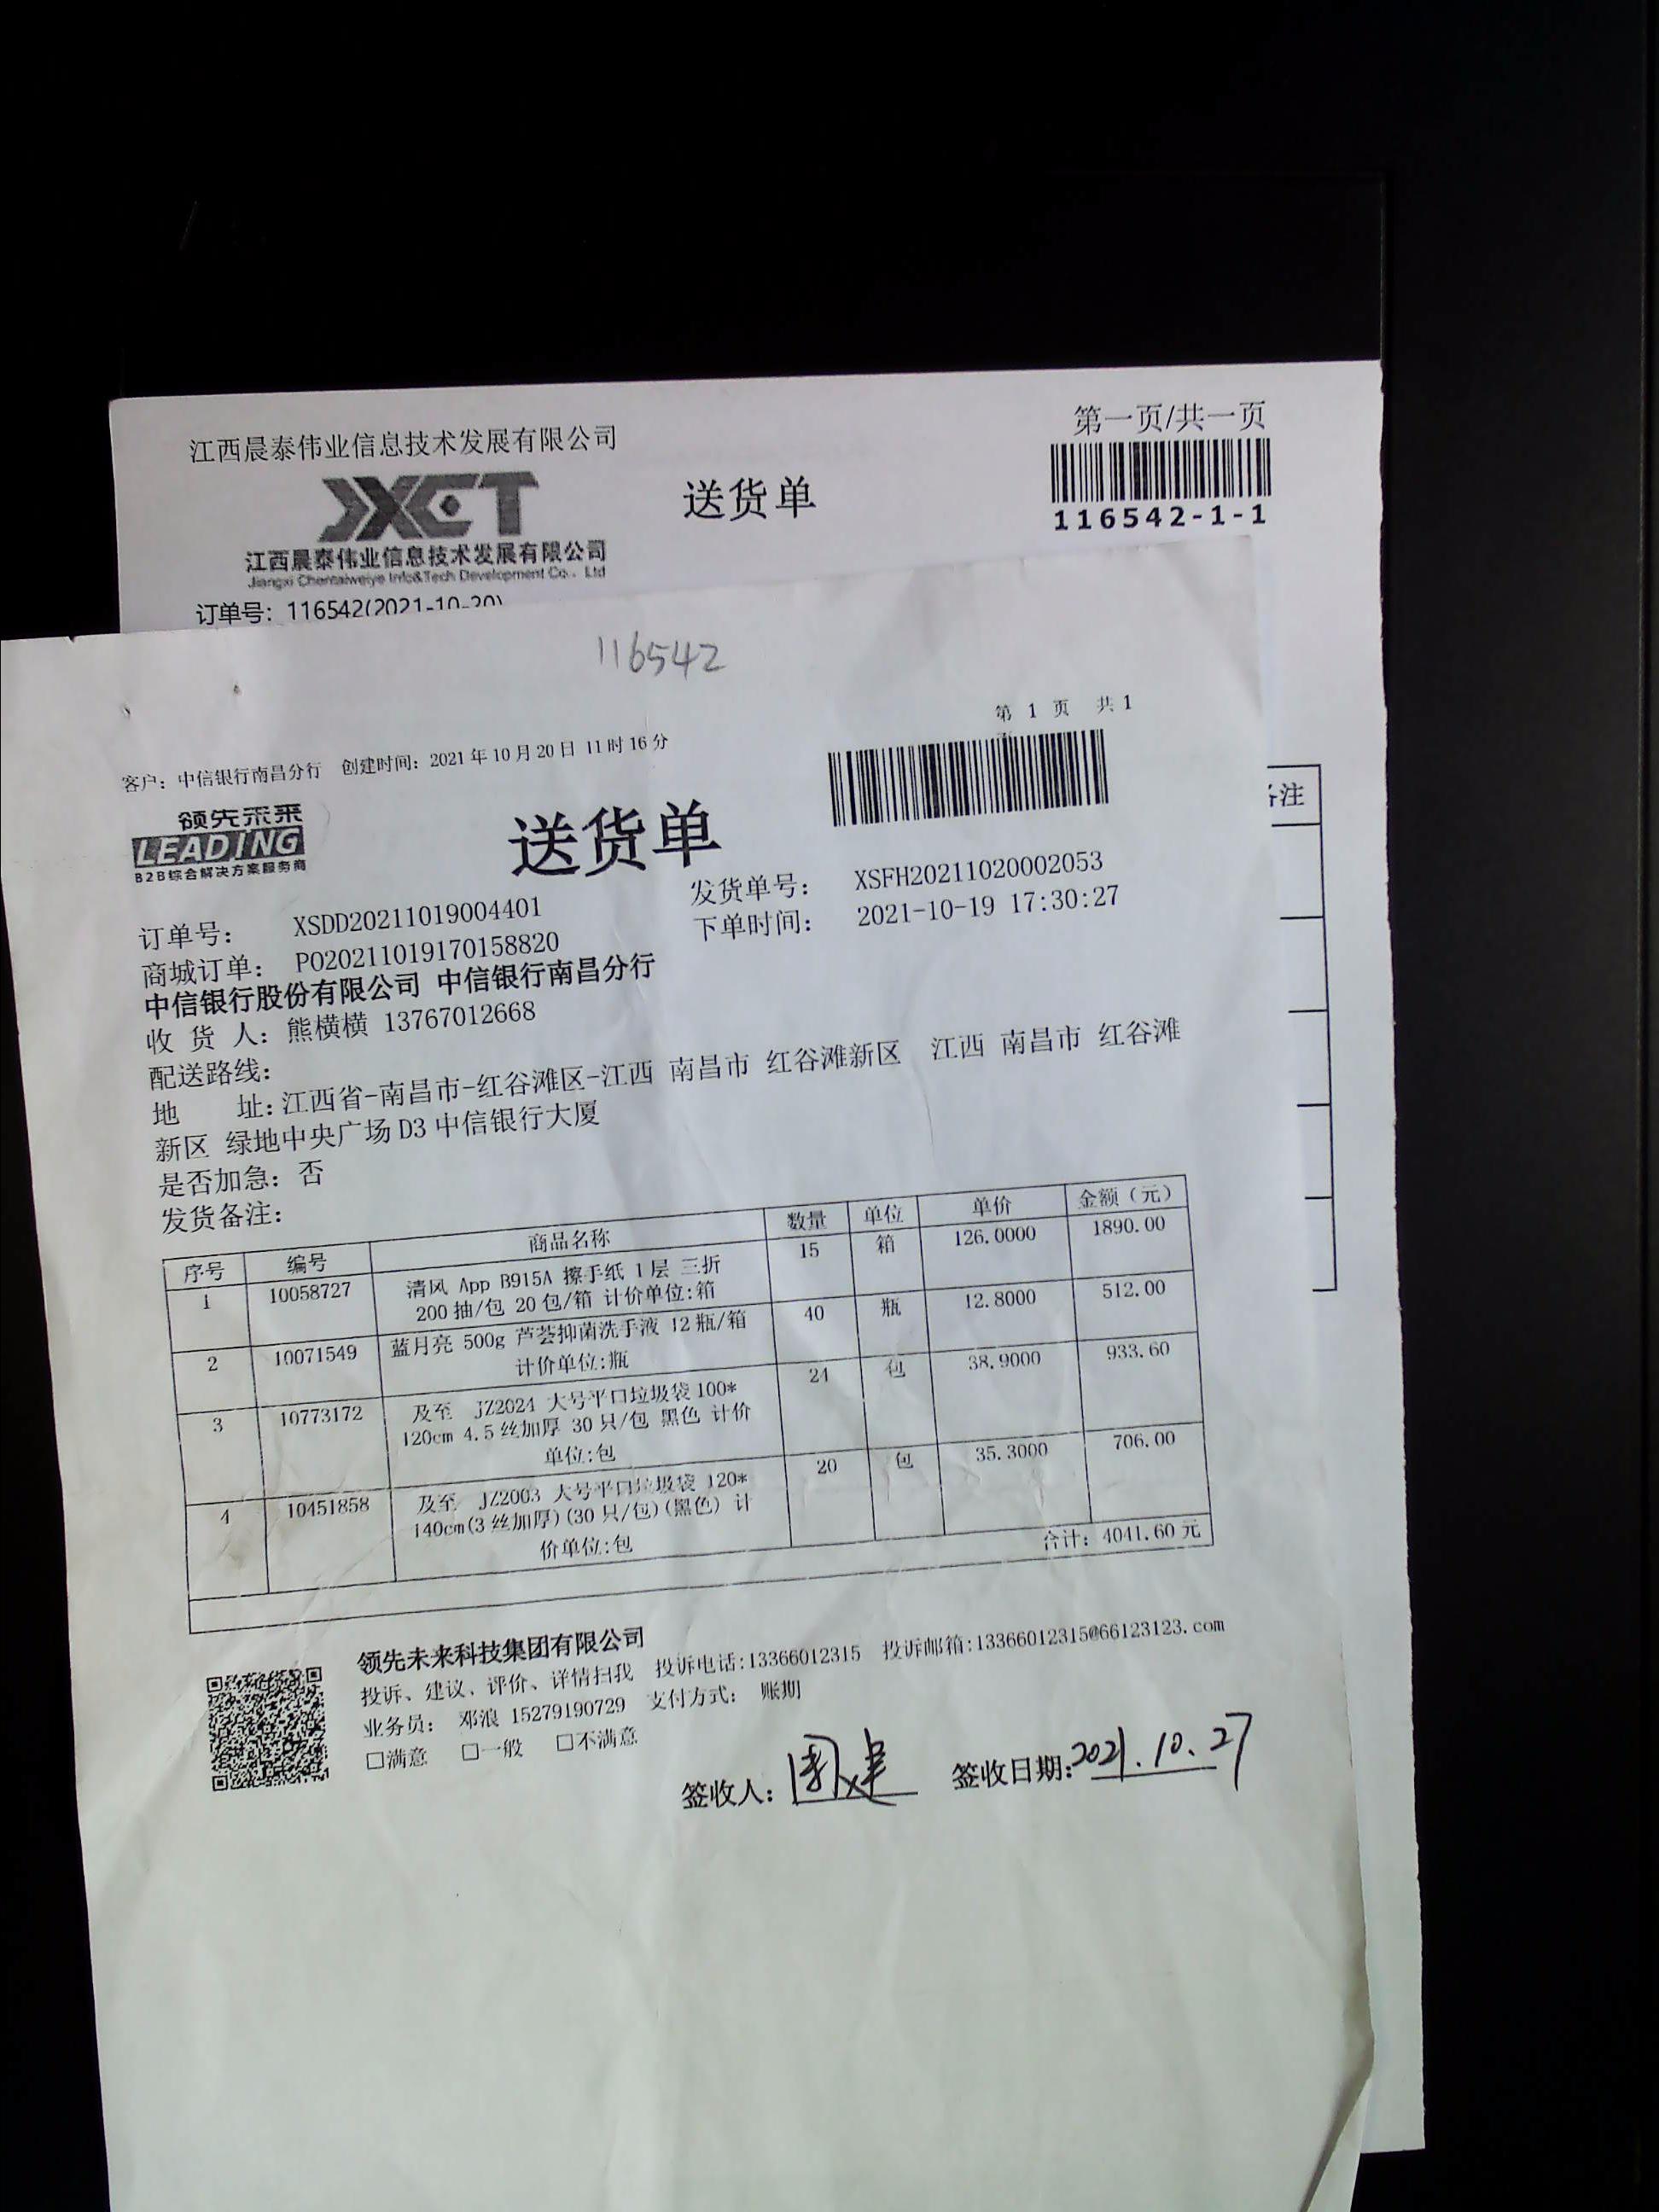 江西晨泰伟业信息技术发展有限公司
第一页/共一页
JXCT
送货单
116542-1-1
江西晨泰伟业信息技术发展有限公司
Jiangxi Chentaiweiye Info&Tech Development Co., Ltd
订单号: 116542(2021-10-20)
116542
第 1 页 共 1
客户: 中信银行南昌分行 创建时间: 2021 年 10 月 20 日 11 时 16 分
备注
领先未来
LEADING
B2B综合解决方案服务商
送货单
订单号: XSDD20211019004401 发货单号: XSFH20211020002053
商城订单: PO20211019170158820 下单时间: 2021-10-19 17:30:27
中信银行股份有限公司 中信银行南昌分行
收 货 人: 熊横横 13767012668
配送路线:
地 址: 江西省-南昌市-红谷滩区-江西 南昌市 红谷滩新区 江西 南昌市 红谷滩
新区 绿地中央广场 D3 中信银行大厦
是否加急: 否
发货备注:
序号 编号 商品名称 数量 单位 单价 金额（元）
1 10058727 清风 App B915A 擦手纸 1 层 三折 15 箱 126.0000 1890.00
200 抽/包 20 包/箱 计价单位:箱
2 10071549 蓝月亮 500g 芦荟抑菌洗手液 12 瓶/箱 40 瓶 12.8000 512.00
计价单位:瓶
3 10773172 及至 JZ2024 大号平口垃圾袋 100* 24 包 38.9000 933.60
120cm 4.5 丝加厚 30 只/包 黑色 计价
单位:包
4 10451858 及至 JZ2003 大号平口垃圾袋 120* 20 包 35.3000 706.00
140cm(3 丝加厚)(30 只/包)(黑色) 计
价单位:包
合计: 4041.60 元
领先未来科技集团有限公司
投诉、建议、评价、详情扫我 投诉电话:13366012315 投诉邮箱:13366012315@66123123.com
业务员: 邓浪 15279190729 支付方式: 账期
□满意 □一般 □不满意
签收人: 签收日期: 2021.10.27